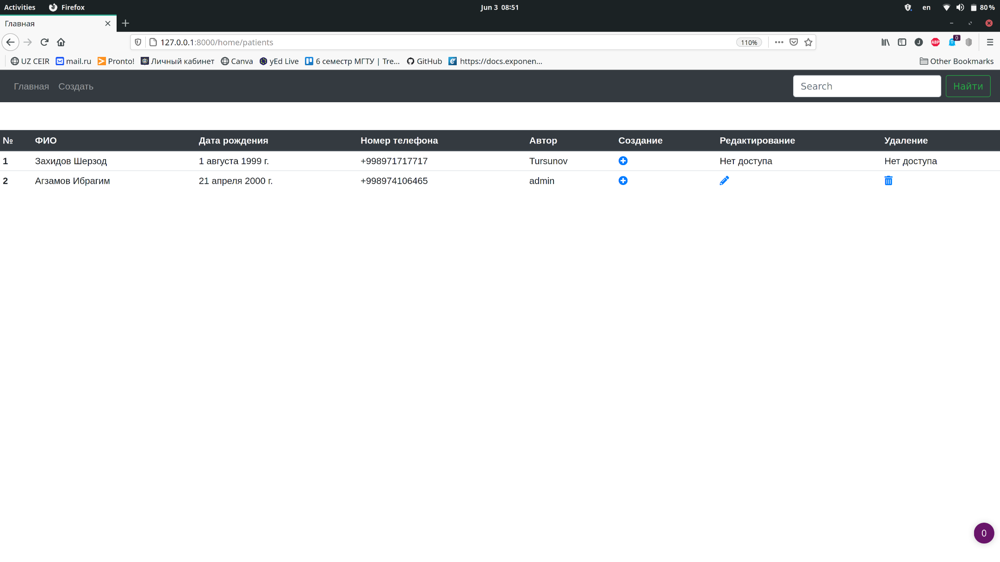 Activities Firefox Jun 3 08:51 en 80 %
Главная
127.0.0.1:8000/home/patients 110% J ABP 0
UZ CEIR mail.ru Pronto! Личный кабинет Canva yEd Live 6 семестр МГТУ | Tre... GitHub https://docs.exponen... Other Bookmarks
Главная Создать Search Найти
№ ФИО Дата рождения Номер телефона Автор Создание Редактирование Удаление
1 Захидов Шерзод 1 августа 1999 г. +998971717717 Tursunov Нет доступа Нет доступа
2 Агзамов Ибрагим 21 апреля 2000 г. +998974106465 admin
0